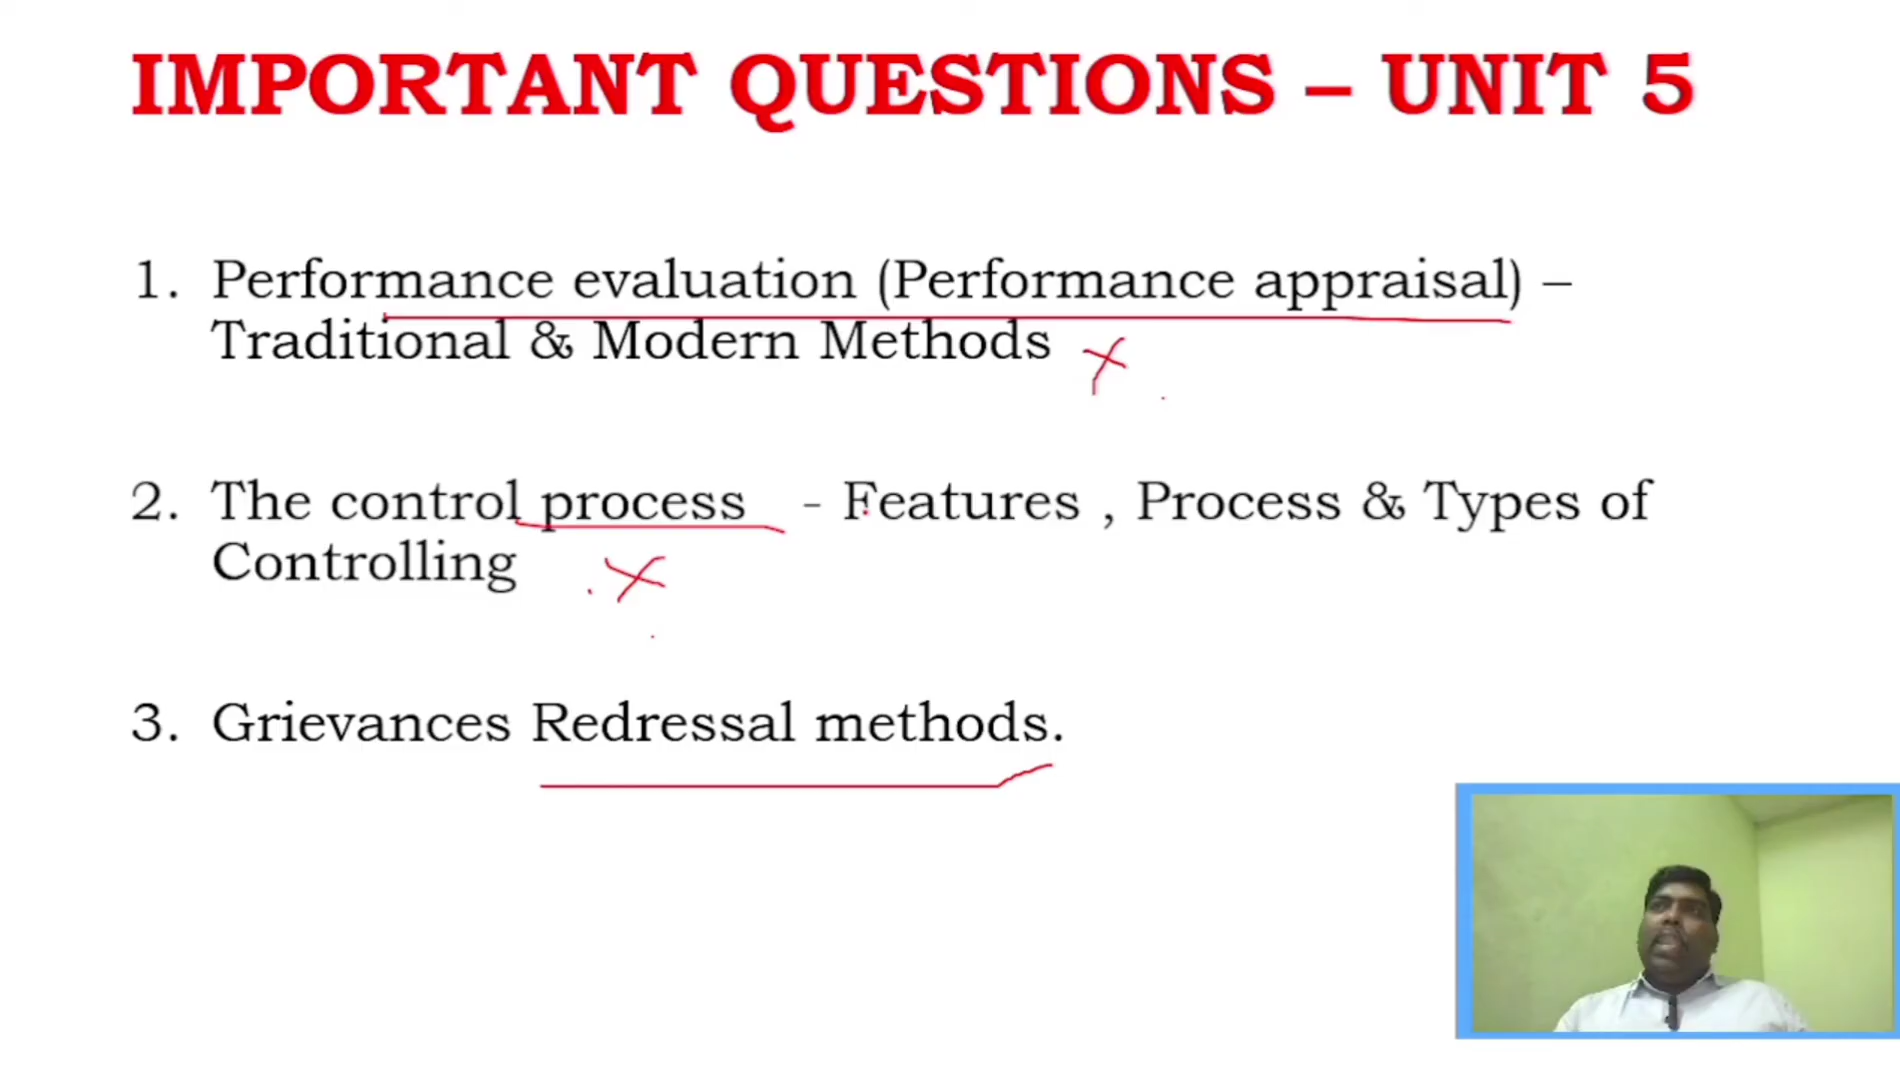 IMPORTANT QUESTIONS – UNIT 5
1. Performance evaluation (Performance appraisal) –
Traditional & Modern Methods
2. The control process - Features , Process & Types of
Controlling
3. Grievances Redressal methods.